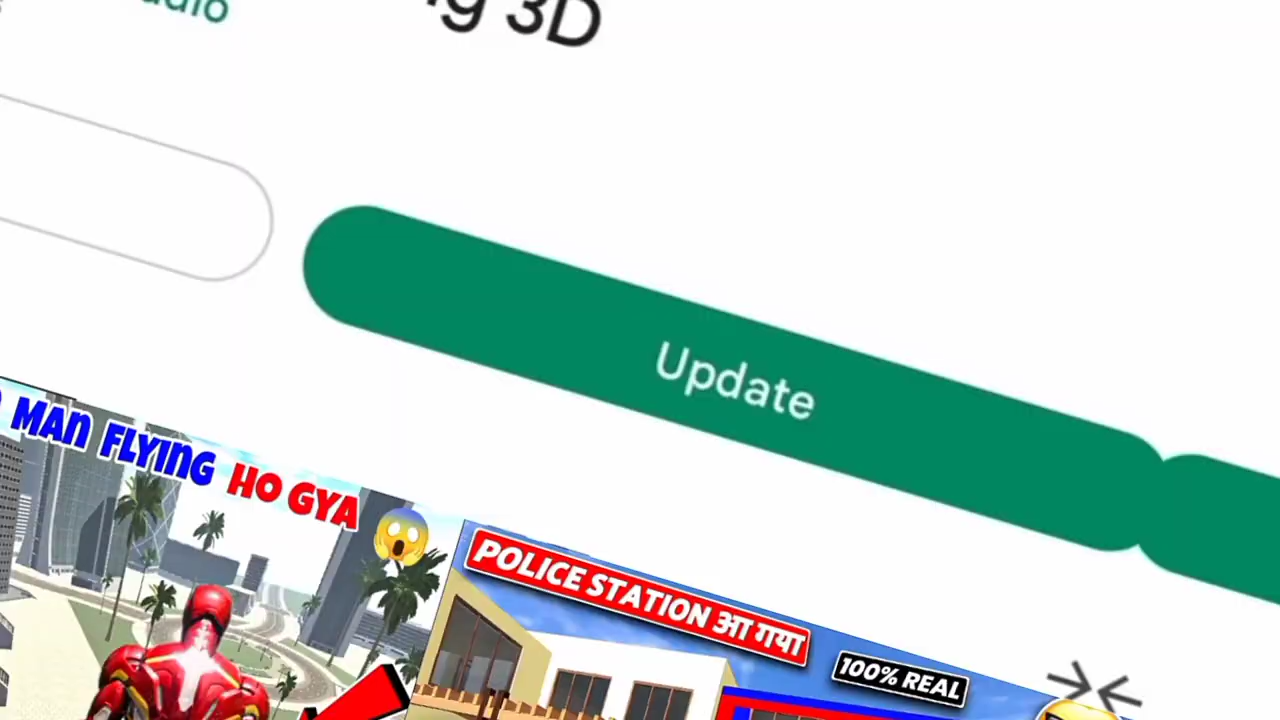 3D
Update
MAN FLYING HO GYA
POLICE STATION आ गया
100% REAL